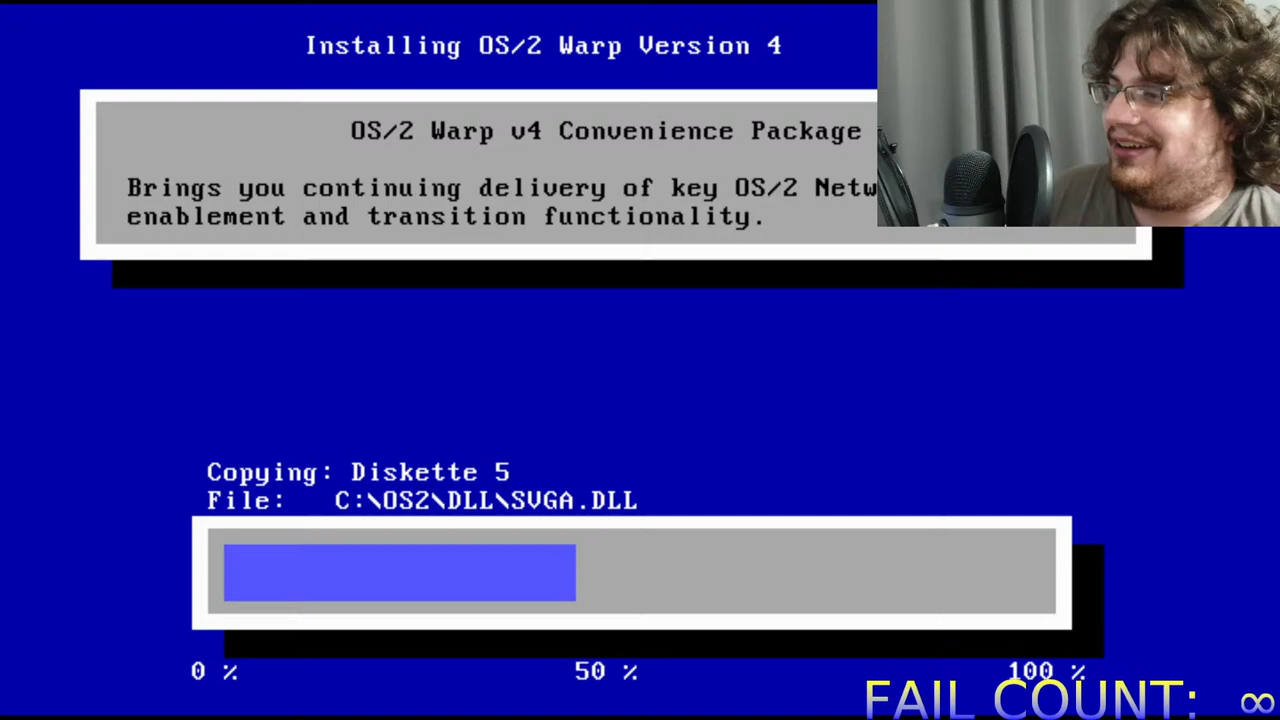 Installing OS/2 Warp Version 4
OS/2 Warp v4 Convenience Package
Brings you continuing delivery of key OS/2 Netw
enablement and transition functionality.
Copying: Diskette 5
File: C:\OS2\DLL\SVGA.DLL
0 % 50 % 100 %
FAIL COUNT: ∞